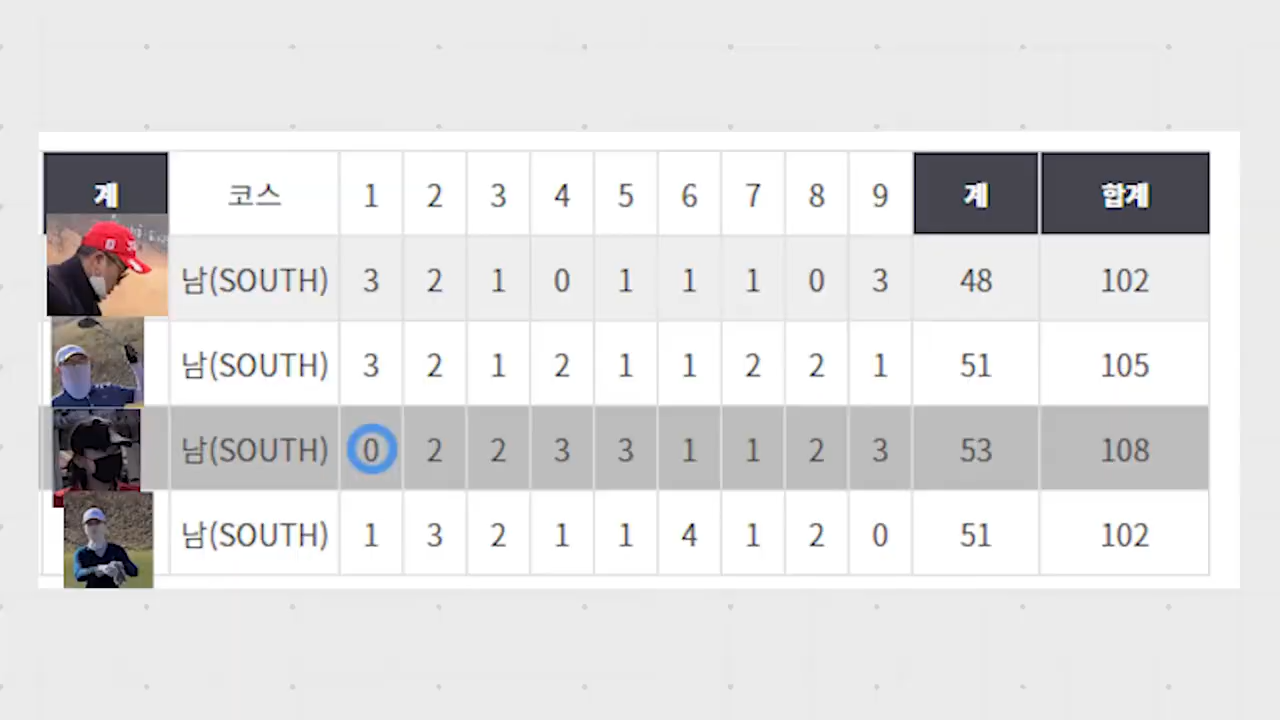 계 코스 1 2 3 4 5 6 7 8 9 계 합계
남(SOUTH) 3 2 1 0 1 1 1 0 3 48 102
남(SOUTH) 3 2 1 2 1 1 2 2 1 51 105
남(SOUTH) 0 2 2 3 3 1 1 2 3 53 108
남(SOUTH) 1 3 2 1 1 4 1 2 0 51 102